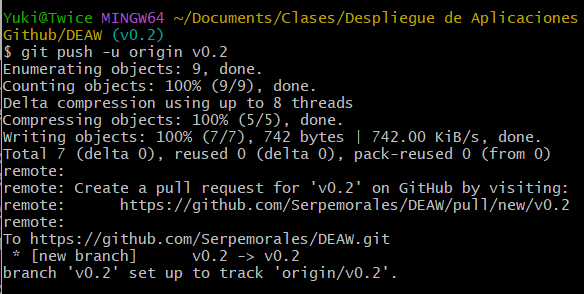 Yuki@Twice MINGW64 ~/Documents/Clases/Despliegue de Aplicaciones
Github/DEAW (v0.2)
$ git push -u origin v0.2
Enumerating objects: 9, done.
Counting objects: 100% (9/9), done.
Delta compression using up to 8 threads
Compressing objects: 100% (5/5), done.
Writing objects: 100% (7/7), 742 bytes | 742.00 KiB/s, done.
Total 7 (delta 0), reused 0 (delta 0), pack-reused 0 (from 0)
remote:
remote: Create a pull request for 'v0.2' on GitHub by visiting:
remote:      https://github.com/Serpemorales/DEAW/pull/new/v0.2
remote:
To https://github.com/Serpemorales/DEAW.git
 * [new branch]      v0.2 -> v0.2
branch 'v0.2' set up to track 'origin/v0.2'.